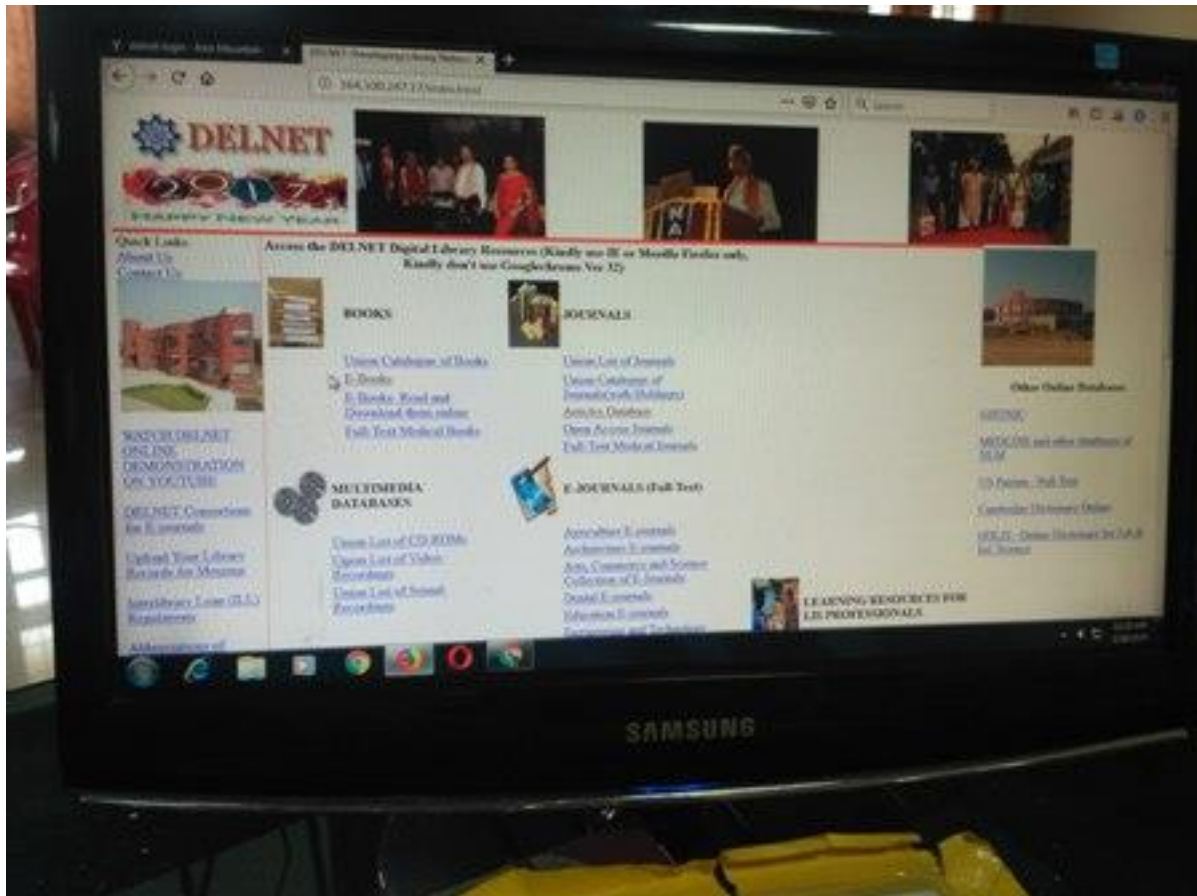 DELNET
2017
HAPPY NEW YEAR
Quick Links
About Us
Contact Us
Access the DELNET Digital Library Resources (Kindly use IE or Mozilla Firefox only,
Kindly don't use Googlechrome Ver 32)
BOOKS
Union Catalogue of Books
E-Books
E-Books: Read and
Download them online
Full-Text Medical Books
JOURNALS
Union List of Journals
Union Catalogue of
Articles Database
Open Access Journals
Full-Text Medical Journals
WATCH DELNET
ONLINE
DEMONSTRATION
ON YOUTUBE
DELNET Consortium
for E-journals
Upload Your Library
Records for Merging
Interlibrary Loan (ILL)
Regulations
Abbreviations of
MULTIMEDIA
DATABASES
Union List of CD-ROMs
Union List of Video
Recordings
Union List of Sound
Recordings
E-JOURNALS (Full-Text)
Agriculture E-journals
Architecture E-journals
Arts, Commerce and Science
Collection of E-Journals
Dental E-journals
Education E-journals
LEARNING RESOURCES FOR
LIS PROFESSIONALS
Other Online Databases
MEDLINE and other databases of
NLM
US Patents - Full Text
Cambridge Dictionary Online
SAMSUNG